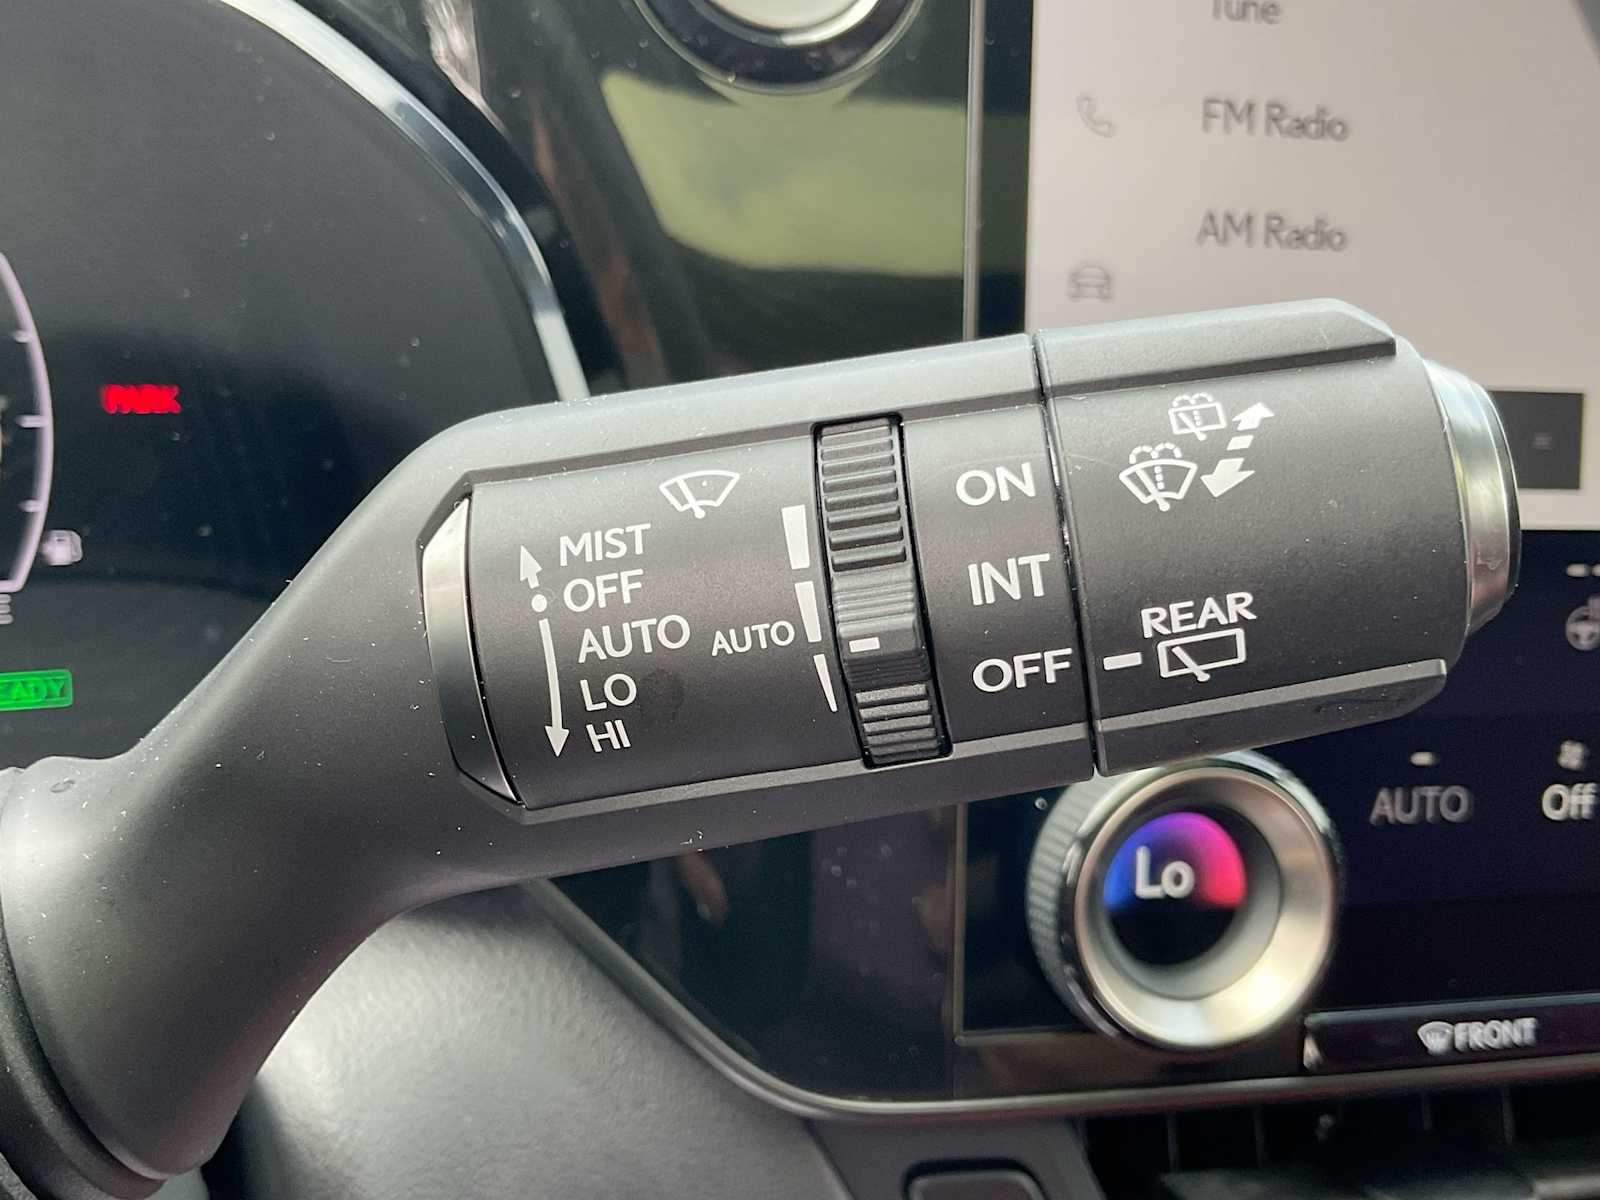 Tune
FM Radio
AM Radio
PARK
MIST
OFF
AUTO
LO
HI
AUTO
ON
INT
OFF
REAR
E
READY
Lo
AUTO
Off
FRONT